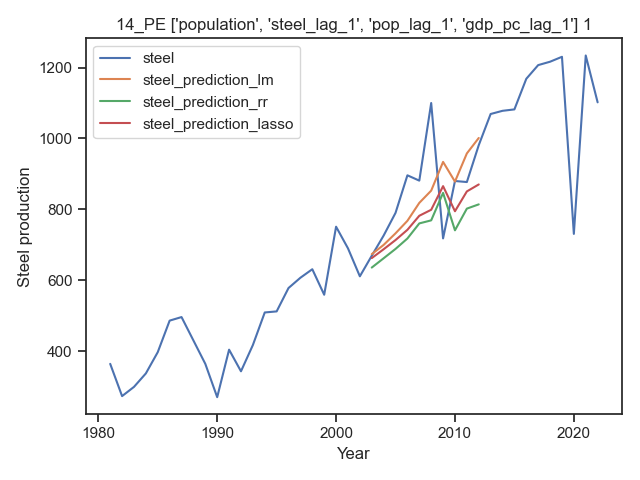 14_PE ['population', 'steel_lag_1', 'pop_lag_1', 'gdp_pc_lag_1'] 1
steel
steel_prediction_lm
steel_prediction_rr
steel_prediction_lasso
Steel production
1200
1000
800
600
400
1980
1990
2000
2010
2020
Year